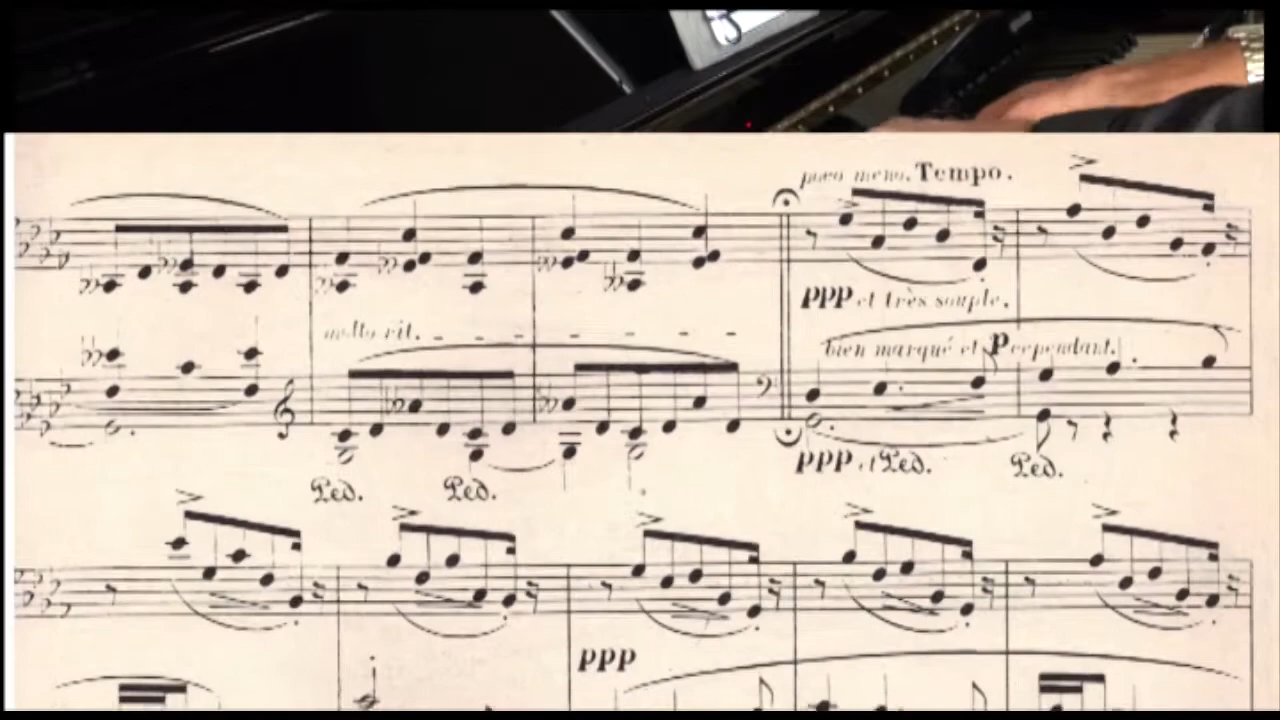 poco meno. Tempo.
ppp et très souple.
molto rit.
bien marqué et p cependant.
ppp et Ped.
Ped.
Ped. Ped.
ppp